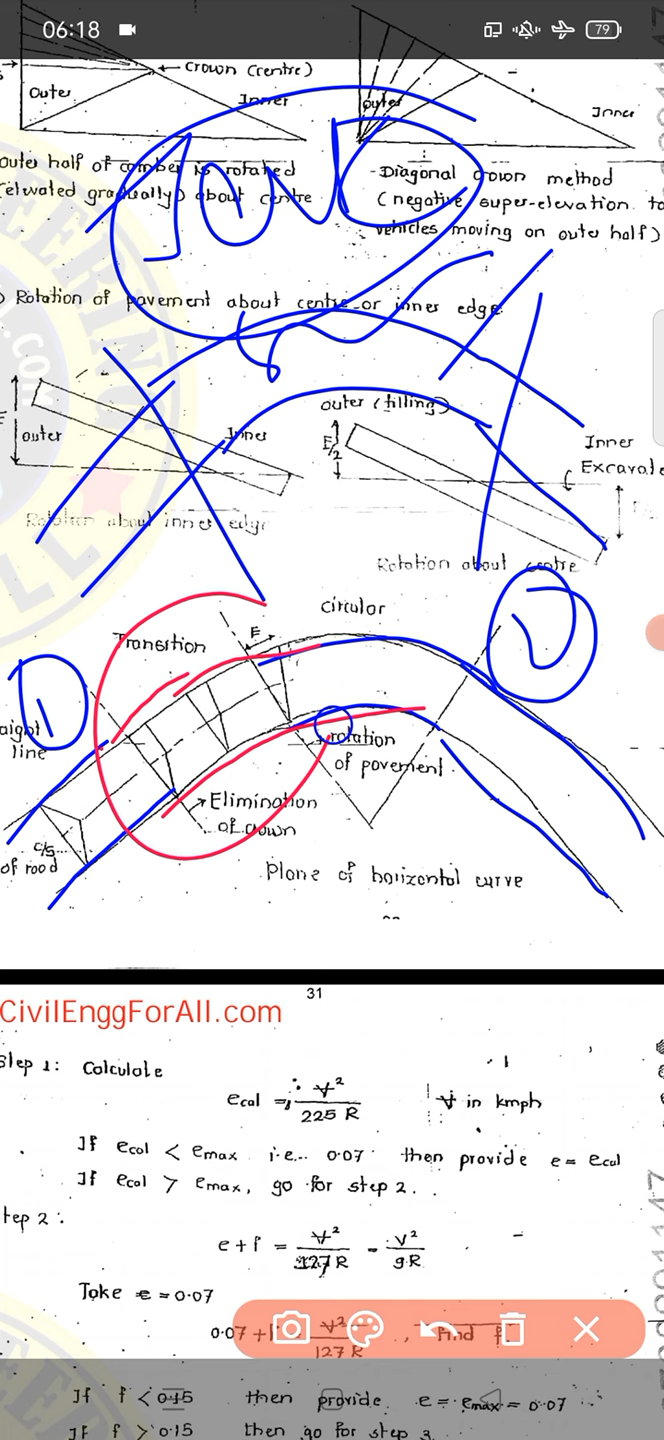 06:18
79
crown (centre)
outer
Inner
outer
Inner
outer half of camber is rotated
(elwated gradually) about centre
Diagonal crown method
(negative super-elevation to
vehicles moving on outer half)
Rotation of pavement about centre or inner edge
outer
Inner
outer (filling)
E/2
Inner
Excavate
Rotation about inner edge
Rotation about centre
circular
Transition
E
1
2
aight
line
rotation
of pavement
Elimination
of crown
c/s
of road
Plane of horizontal curve
31
CivilEnggForAll.com
Step 1: Calculate
ecal = V²/225 R
V in kmph
If ecal < emax i.e. 0.07 then provide e = ecal
If ecal > emax, go for step 2.
tep 2:
e + f = V²/127 R = v²/gR
Take e = 0.07
0.07 + f V²/127 R , find f
If f < 0.15 then provide e = emax = 0.07
If f > 0.15 then go for step 3